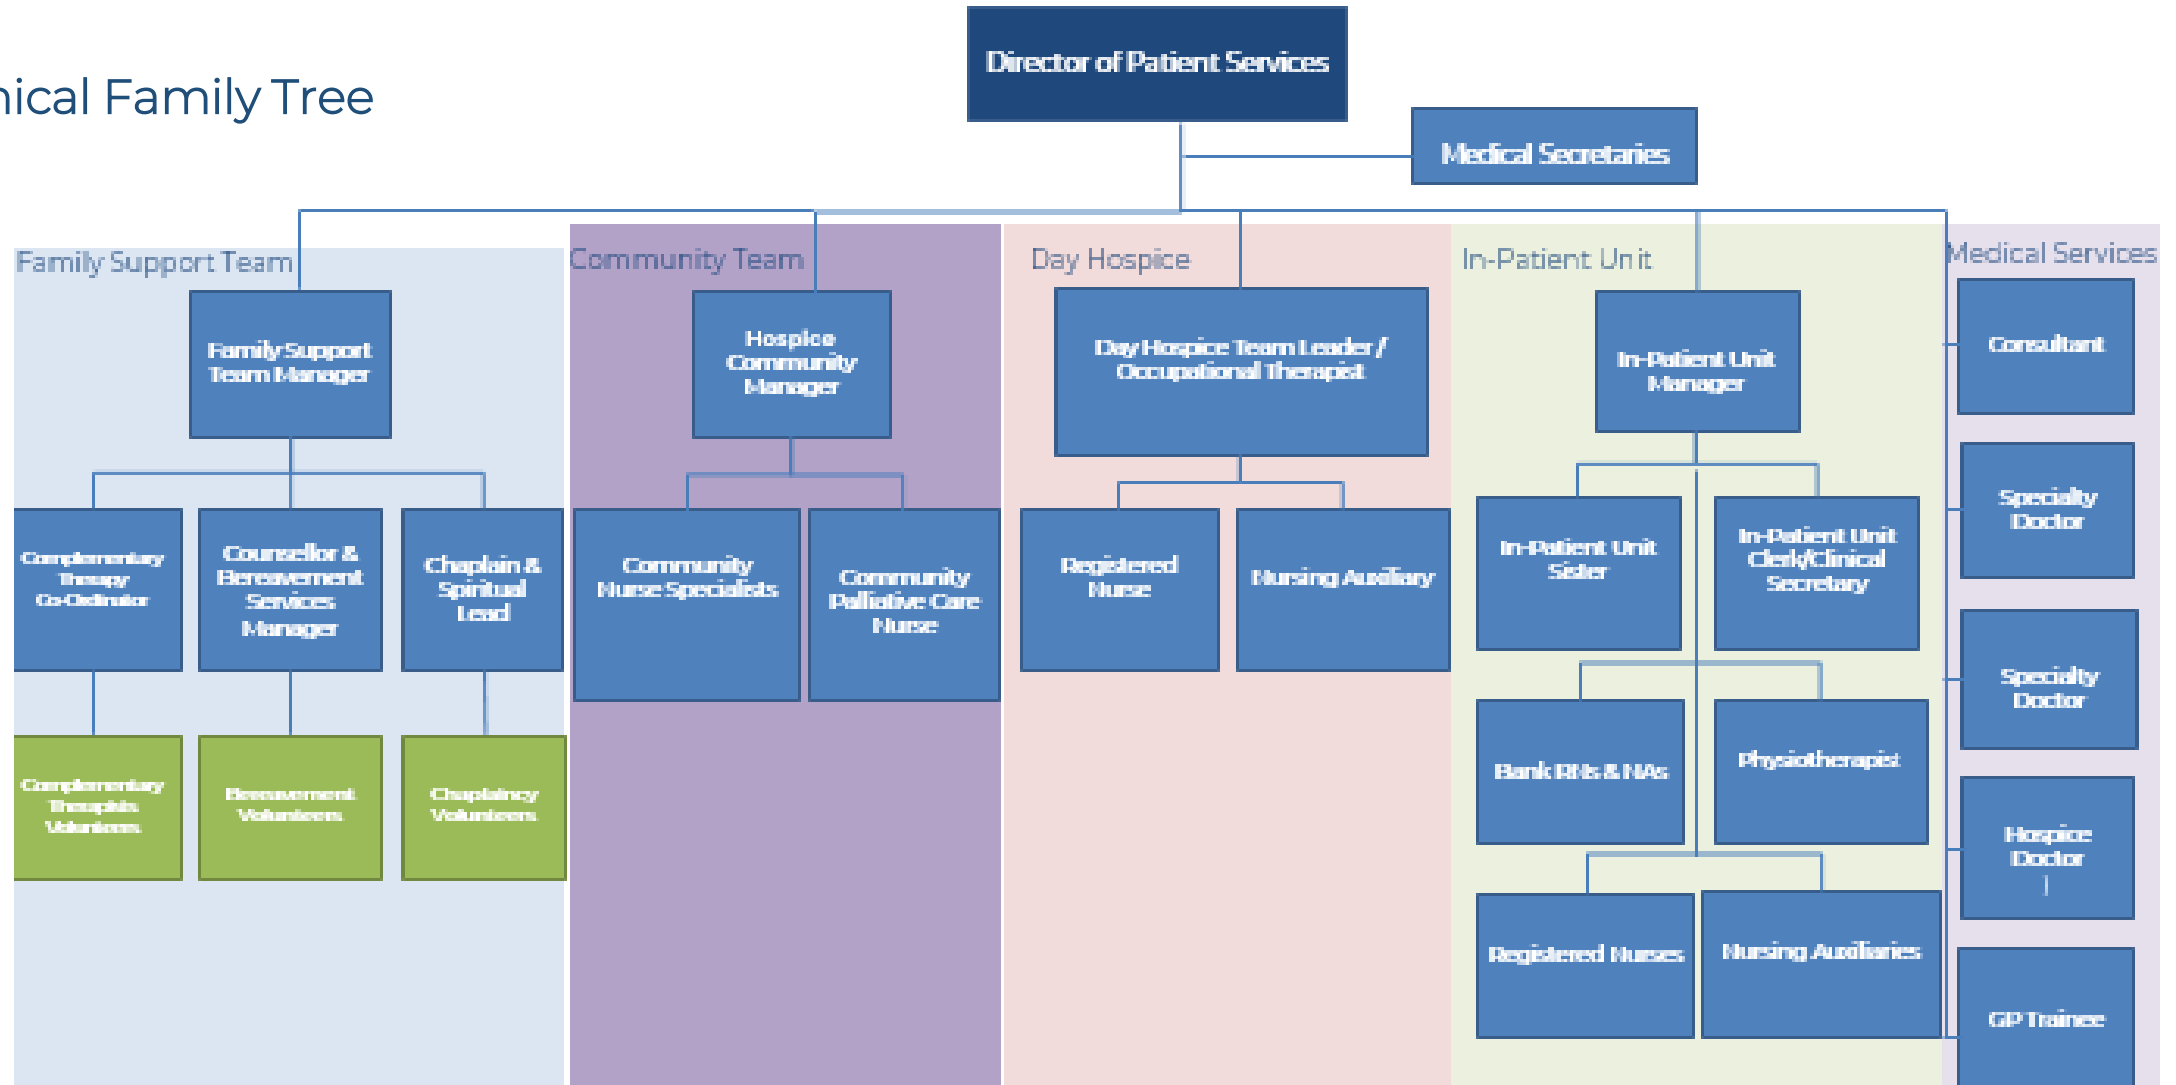 nical Family Tree
Director of Patient Services
Medical Secretaries
Family Support Team
Community Team
Day Hospice
In-Patient Unit
Medical Services
Family Support
Team Manager
Hospice
Community
Manager
Day Hospice Team Leader /
Occupational Therapist
In-Patient Unit
Manager
Consultant
Complementary
Therapy
Co-Ordinator
Counsellor &
Bereavement
Services
Manager
Chaplain &
Spiritual
Lead
Community
Nurse Specialists
Community
Palliative Care
Nurse
Registered
Nurse
Nursing Auxiliary
In-Patient Unit
Sister
In-Patient Unit
Clerk/Clinical
Secretary
Specialty
Doctor
Specialty
Doctor
Complementary
Therapists
Volunteers
Bereavement
Volunteers
Chaplaincy
Volunteers
Bank RNs & NAs
Physiotherapist
Hospice
Doctor
)
Registered Nurses
Nursing Auxiliaries
GP Trainee